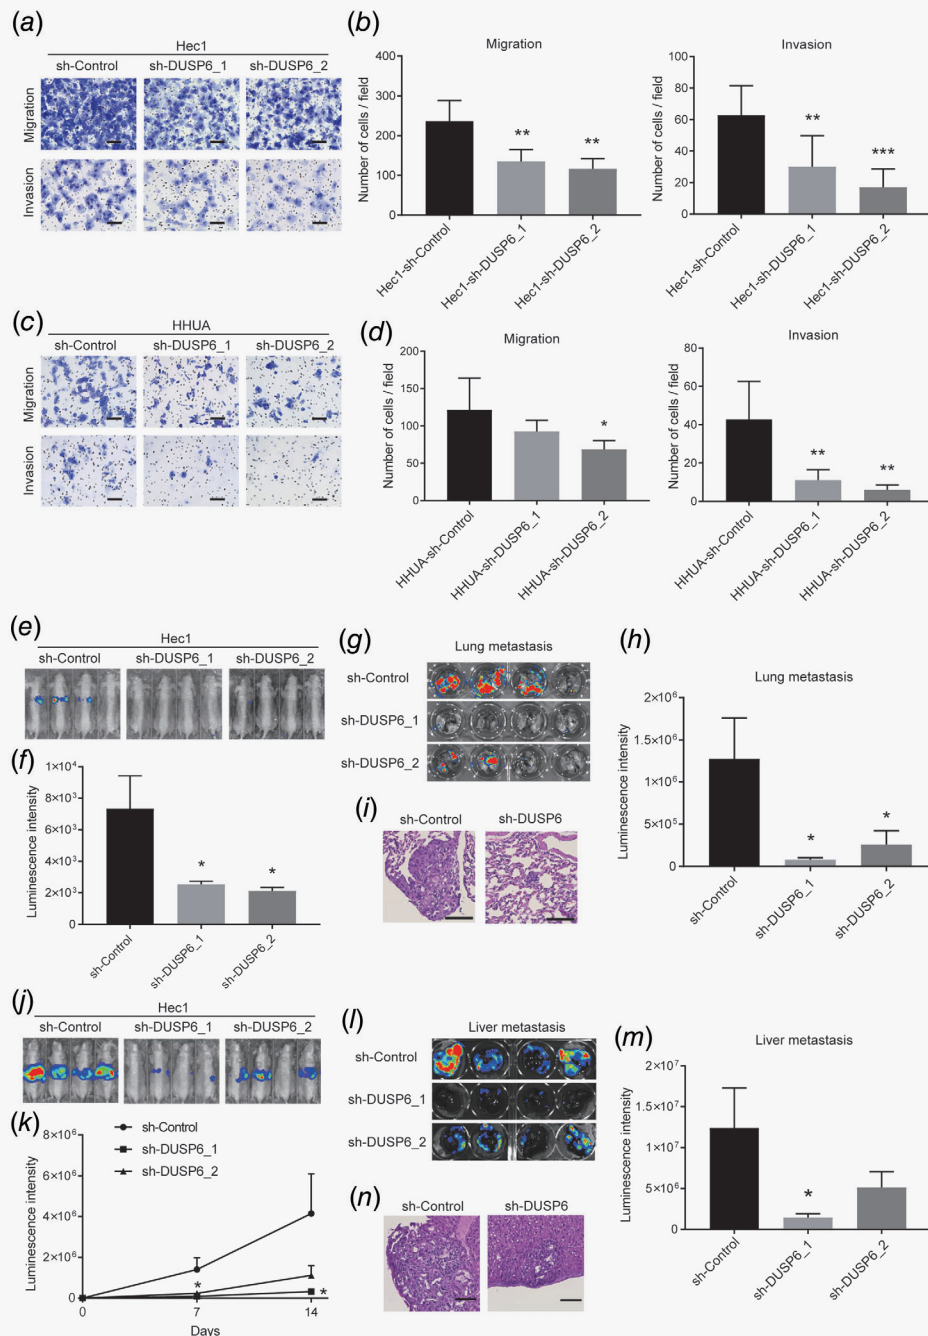 (a)
Hec1
sh-Control sh-DUSP6_1 sh-DUSP6_2
Migration
Invasion
(b)
Migration
Number of cells / field
400
300
200
100
0
**
**
Hec1-sh-Control
Hec1-sh-DUSP6_1
Hec1-sh-DUSP6_2
Invasion
Number of cells / field
100
80
60
40
20
0
**
***
Hec1-sh-Control
Hec1-sh-DUSP6_1
Hec1-sh-DUSP6_2
(c)
HHUA
sh-Control sh-DUSP6_1 sh-DUSP6_2
Migration
Invasion
(d)
Migration
Number of cells / field
200
150
100
50
0
*
HHUA-sh-Control
HHUA-sh-DUSP6_1
HHUA-sh-DUSP6_2
Invasion
Number of cells / field
80
60
40
20
0
**
**
HHUA-sh-Control
HHUA-sh-DUSP6_1
HHUA-sh-DUSP6_2
(e)
Hec1
sh-Control sh-DUSP6_1 sh-DUSP6_2
(f)
Luminescence intensity
1×10⁴
8×10³
6×10³
4×10³
2×10³
0
*
*
sh-Control
sh-DUSP6_1
sh-DUSP6_2
(g)
Lung metastasis
sh-Control
sh-DUSP6_1
sh-DUSP6_2
(h)
Lung metastasis
Luminescence intensity
2×10⁶
1.5×10⁶
1×10⁶
5×10⁵
0
*
*
sh-Control
sh-DUSP6_1
sh-DUSP6_2
(i)
sh-Control sh-DUSP6
(j)
Hec1
sh-Control sh-DUSP6_1 sh-DUSP6_2
(k)
Luminescence intensity
8×10⁶
6×10⁶
4×10⁶
2×10⁶
0
sh-Control
sh-DUSP6_1
sh-DUSP6_2
*
*
0 7 14
Days
(l)
Liver metastasis
sh-Control
sh-DUSP6_1
sh-DUSP6_2
(m)
Liver metastasis
Luminescence intensity
2×10⁷
1.5×10⁷
1×10⁷
5×10⁶
0
*
sh-Control
sh-DUSP6_1
sh-DUSP6_2
(n)
sh-Control sh-DUSP6